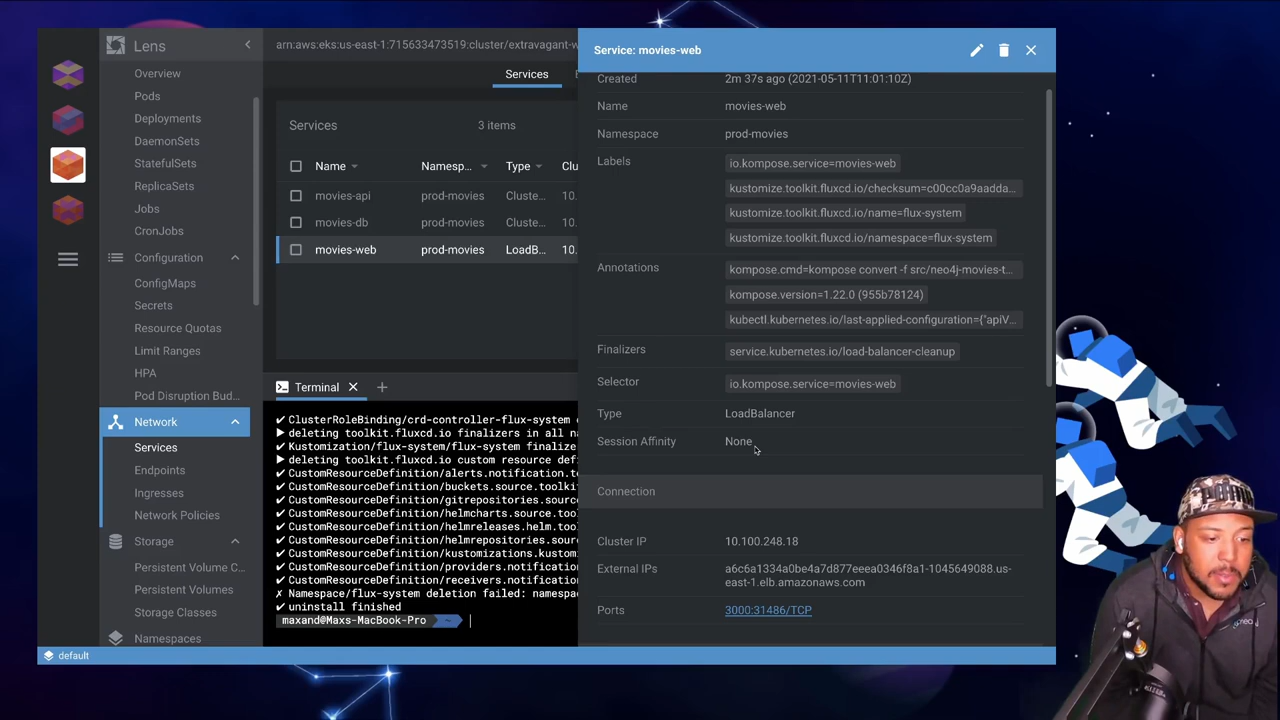 Lens
Overview
Pods
Deployments
DaemonSets
StatefulSets
ReplicaSets
Jobs
CronJobs
Configuration
ConfigMaps
Secrets
Resource Quotas
Limit Ranges
HPA
Pod Disruption Bud...
Network
Services
Endpoints
Ingresses
Network Policies
Storage
Persistent Volume C...
Persistent Volumes
Storage Classes
Namespaces
default
arn:aws:eks:us-east-1:715633473519:cluster/extravagant-w
Services
Services 3 items
Name Namesp... Type Clu
movies-api prod-movies Cluste... 10.
movies-db prod-movies Cluste... 10.
movies-web prod-movies LoadB... 10.
Terminal
✔ ClusterRoleBinding/crd-controller-flux-system
► deleting toolkit.fluxcd.io finalizers in all na
✔ Kustomization/flux-system/flux-system finalize
► deleting toolkit.fluxcd.io custom resource def
✔ CustomResourceDefinition/alerts.notification.t
✔ CustomResourceDefinition/buckets.source.toolki
✔ CustomResourceDefinition/gitrepositories.sourc
✔ CustomResourceDefinition/helmcharts.source.too
✔ CustomResourceDefinition/helmreleases.helm.too
✔ CustomResourceDefinition/helmrepositories.sour
✔ CustomResourceDefinition/kustomizations.kustom
✔ CustomResourceDefinition/providers.notificatio
✔ CustomResourceDefinition/receivers.notificatio
✗ Namespace/flux-system deletion failed: namespac
✔ uninstall finished
maxand@Maxs-MacBook-Pro ~
Service: movies-web
Created 2m 37s ago (2021-05-11T11:01:10Z)
Name movies-web
Namespace prod-movies
Labels io.kompose.service=movies-web
kustomize.toolkit.fluxcd.io/checksum=c00cc0a9aadda...
kustomize.toolkit.fluxcd.io/name=flux-system
kustomize.toolkit.fluxcd.io/namespace=flux-system
Annotations kompose.cmd=kompose convert -f src/neo4j-movies-t...
kompose.version=1.22.0 (955b78124)
kubectl.kubernetes.io/last-applied-configuration={"apiV...
Finalizers service.kubernetes.io/load-balancer-cleanup
Selector io.kompose.service=movies-web
Type LoadBalancer
Session Affinity None
Connection
Cluster IP 10.100.248.18
External IPs a6c6a1334a0be4a7d877eeea0346f8a1-1045649088.us-
east-1.elb.amazonaws.com
Ports 3000:31486/TCP